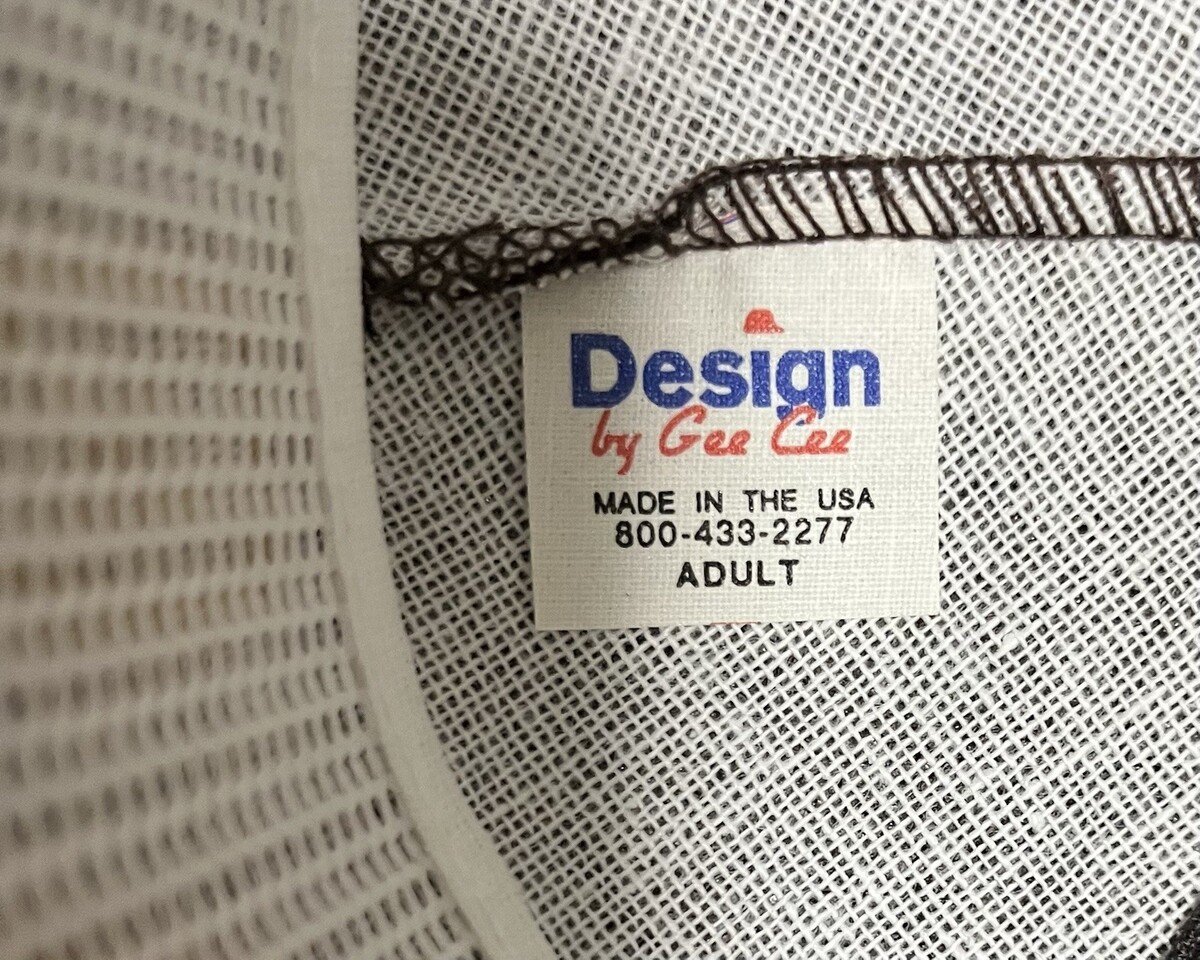 Design
by Gee Cee
MADE IN THE USA
800-433-2277
ADULT